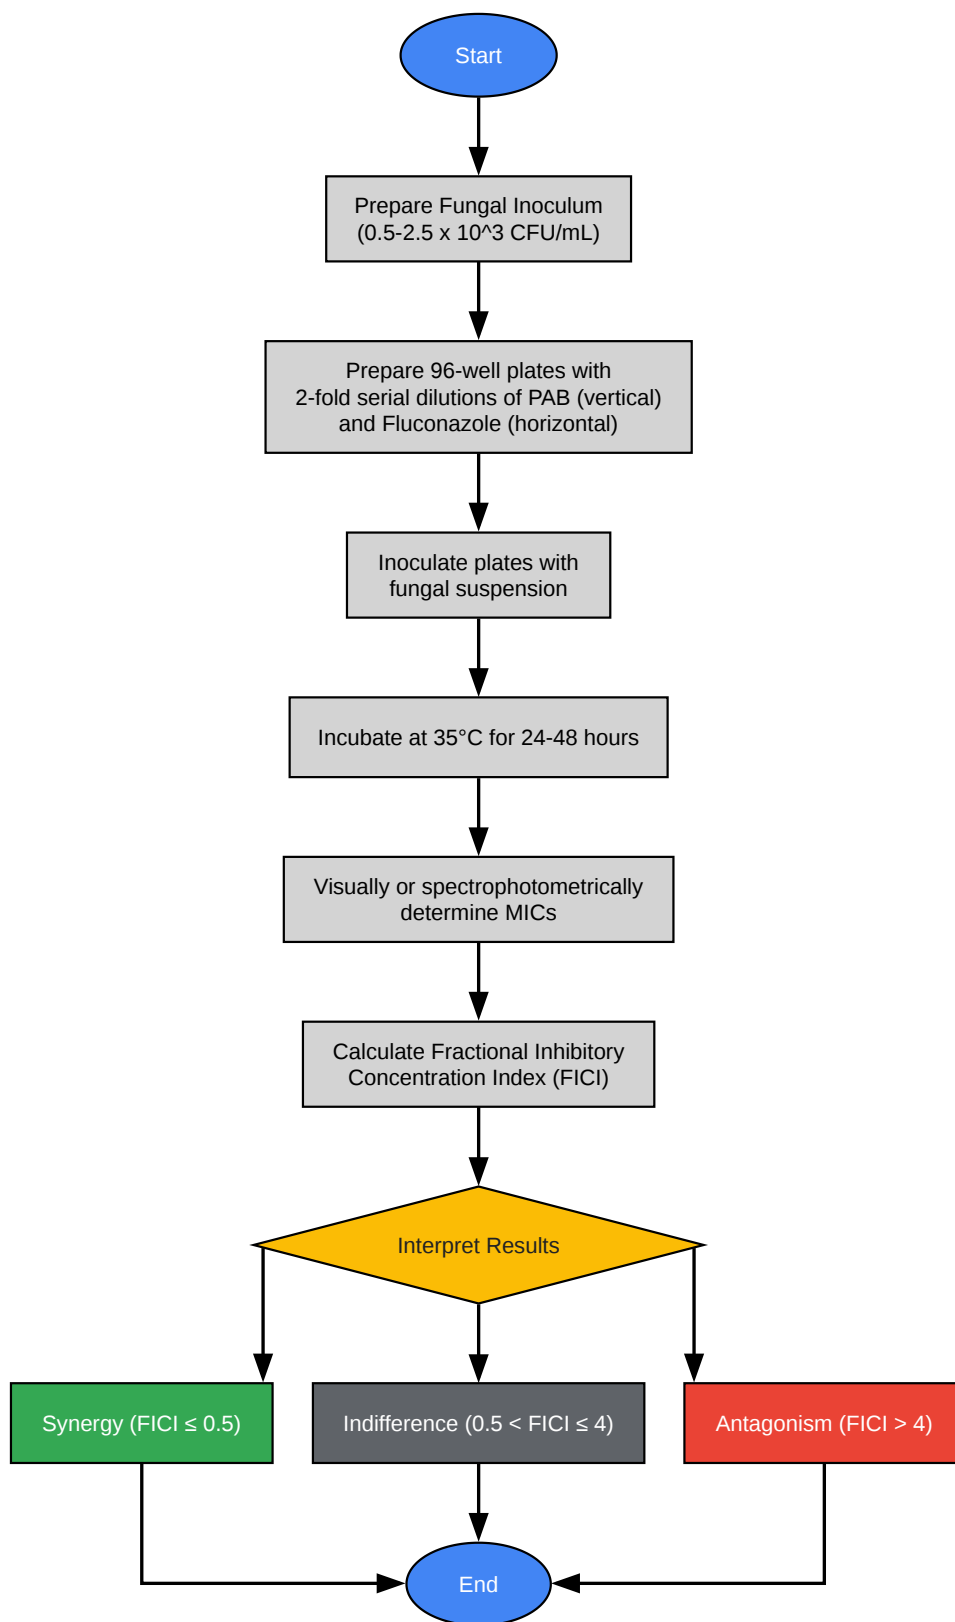 Start
Prepare Fungal Inoculum
(0.5-2.5 x 10^3 CFU/mL)
Prepare 96-well plates with
2-fold serial dilutions of PAB (vertical)
and Fluconazole (horizontal)
Inoculate plates with
fungal suspension
Incubate at 35°C for 24-48 hours
Visually or spectrophotometrically
determine MICs
Calculate Fractional Inhibitory
Concentration Index (FICI)
Interpret Results
Synergy (FICI ≤ 0.5)
Indifference (0.5 < FICI ≤ 4)
Antagonism (FICI > 4)
End